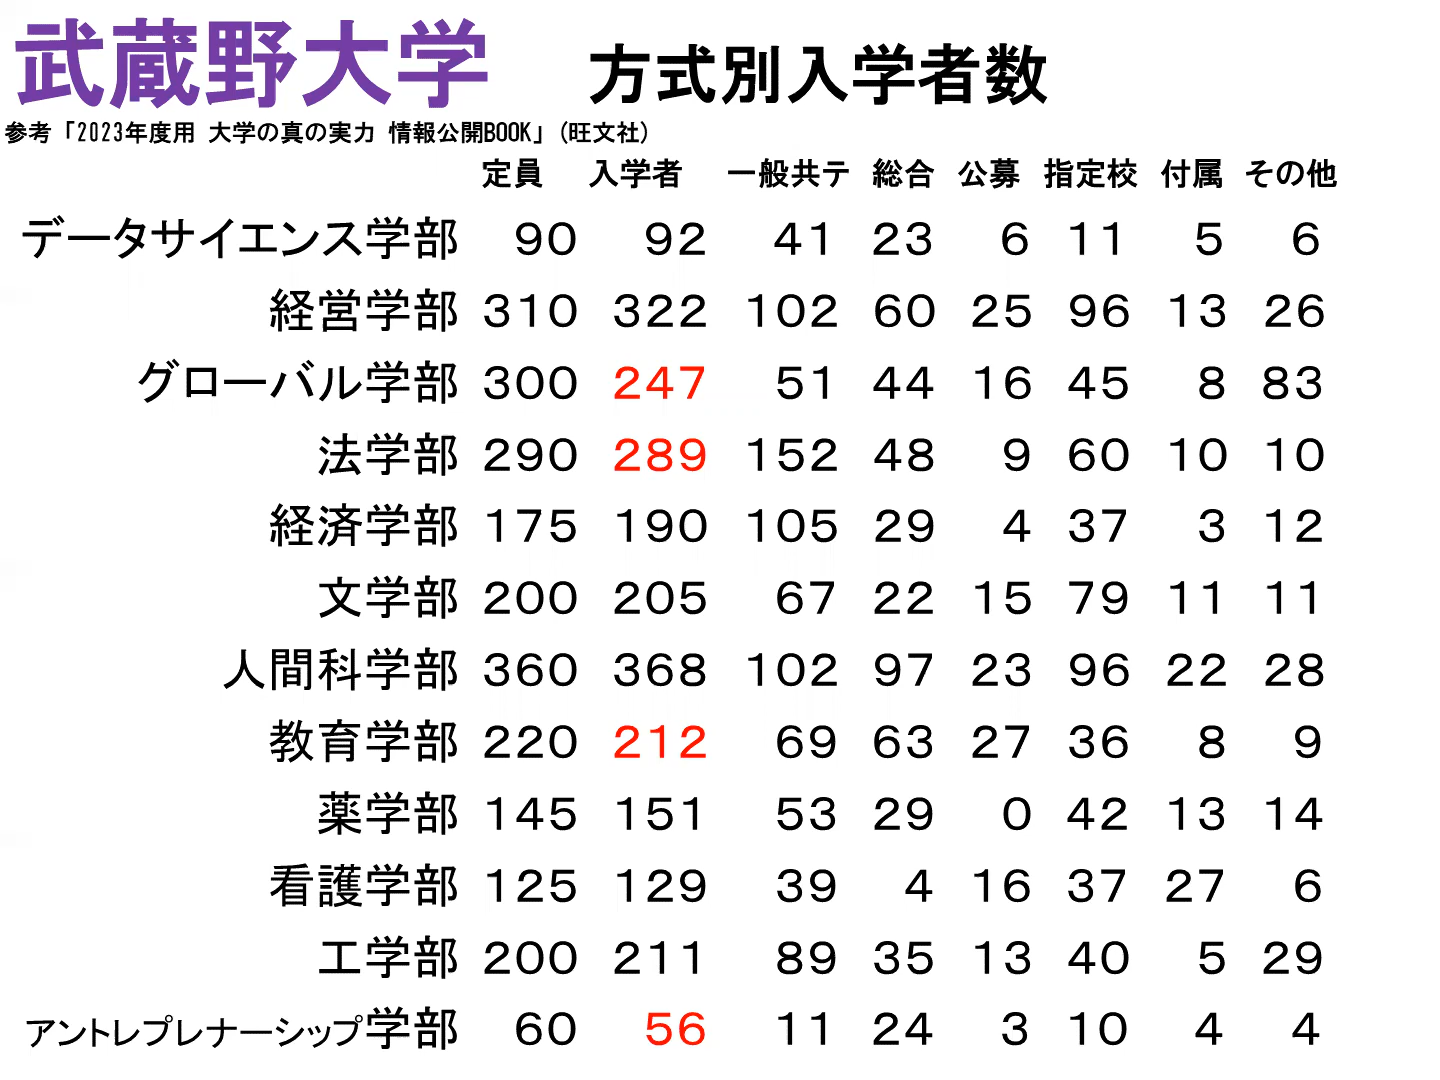 武蔵野大学 方式別入学者数
参考「2023年度用 大学の真の実力 情報公開BOOK」(旺文社)
定員 入学者 一般共テ 総合 公募 指定校 付属 その他
データサイエンス学部 90 92 41 23 6 11 5 6
経営学部 310 322 102 60 25 96 13 26
グローバル学部 300 247 51 44 16 45 8 83
法学部 290 289 152 48 9 60 10 10
経済学部 175 190 105 29 4 37 3 12
文学部 200 205 67 22 15 79 11 11
人間科学部 360 368 102 97 23 96 22 28
教育学部 220 212 69 63 27 36 8 9
薬学部 145 151 53 29 0 42 13 14
看護学部 125 129 39 4 16 37 27 6
工学部 200 211 89 35 13 40 5 29
アントレプレナーシップ学部 60 56 11 24 3 10 4 4